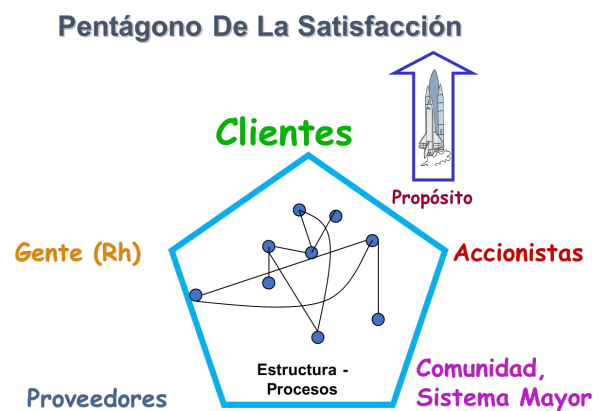 Pentágono De La Satisfacción
Clientes
Propósito
Gente (Rh)
Accionistas
Estructura -
Procesos
Comunidad,
Sistema Mayor
Proveedores